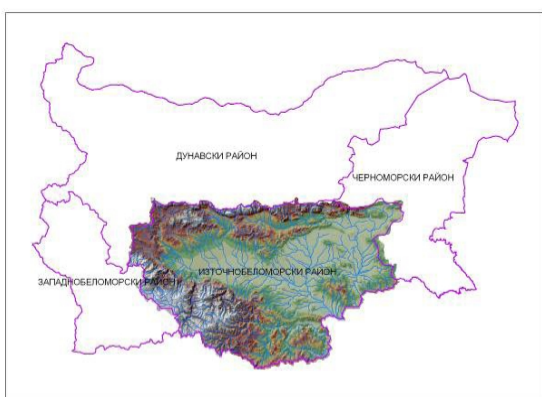 ДУНАВСКИ РАЙОН
ЧЕРНОМОРСКИ РАЙОН
ИЗТОЧНОБЕЛОМОРСКИ РАЙОН
ЗАПАДНОБЕЛОМОРСКИ РАЙОН